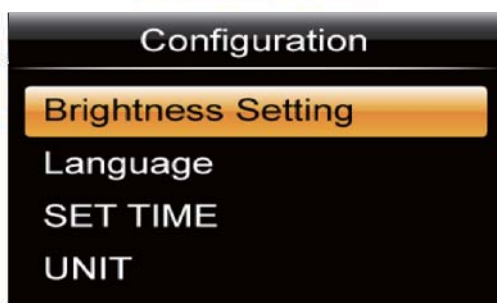 Configuration
Brightness Setting
Language
SET TIME
UNIT